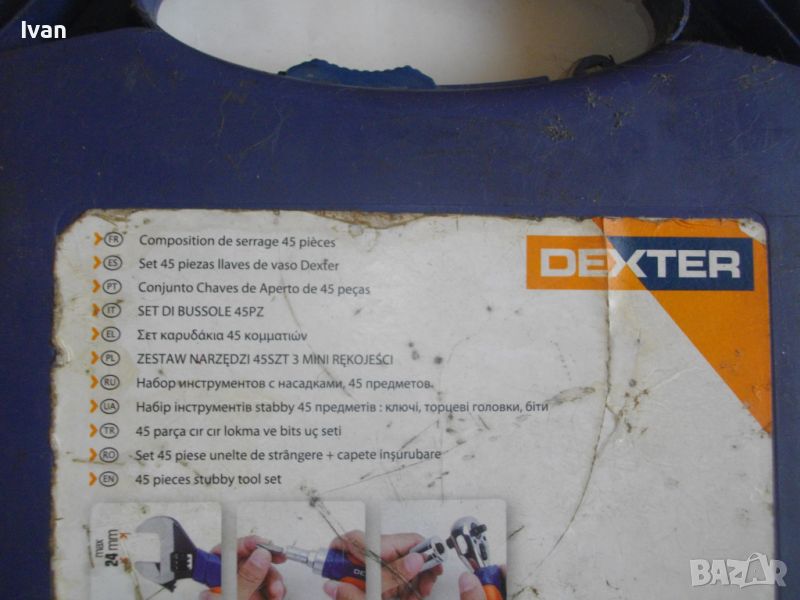 Ivan
FR Composition de serrage 45 pièces
ES Set 45 piezas llaves de vaso Dexter
PT Conjunto Chaves de Aperto de 45 peças
IT SET DI BUSSOLE 45PZ
EL Σετ καρυδάκια 45 κομματιών
PL ZESTAW NARZĘDZI 45SZT 3 MINI RĘKOJEŚCI
RU Набор инструментов с насадками, 45 предметов.
UA Набір інструментів stabby 45 предметів : ключі, торцеві головки, біти
TR 45 parça cır cır lokma ve bits uç seti
RO Set 45 piese unelte de strângere + capete înşurubare
EN 45 pieces stubby tool set
DEXTER
max
24 mm
DEXTER
BAZAR